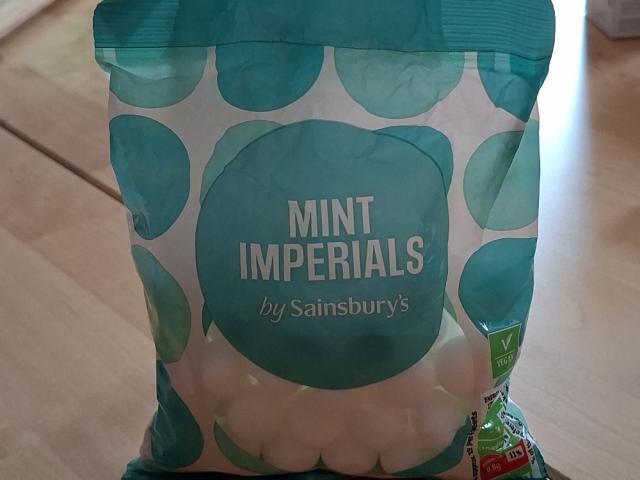 MINT
IMPERIALS
by Sainsbury's
V
VEGAN
11%